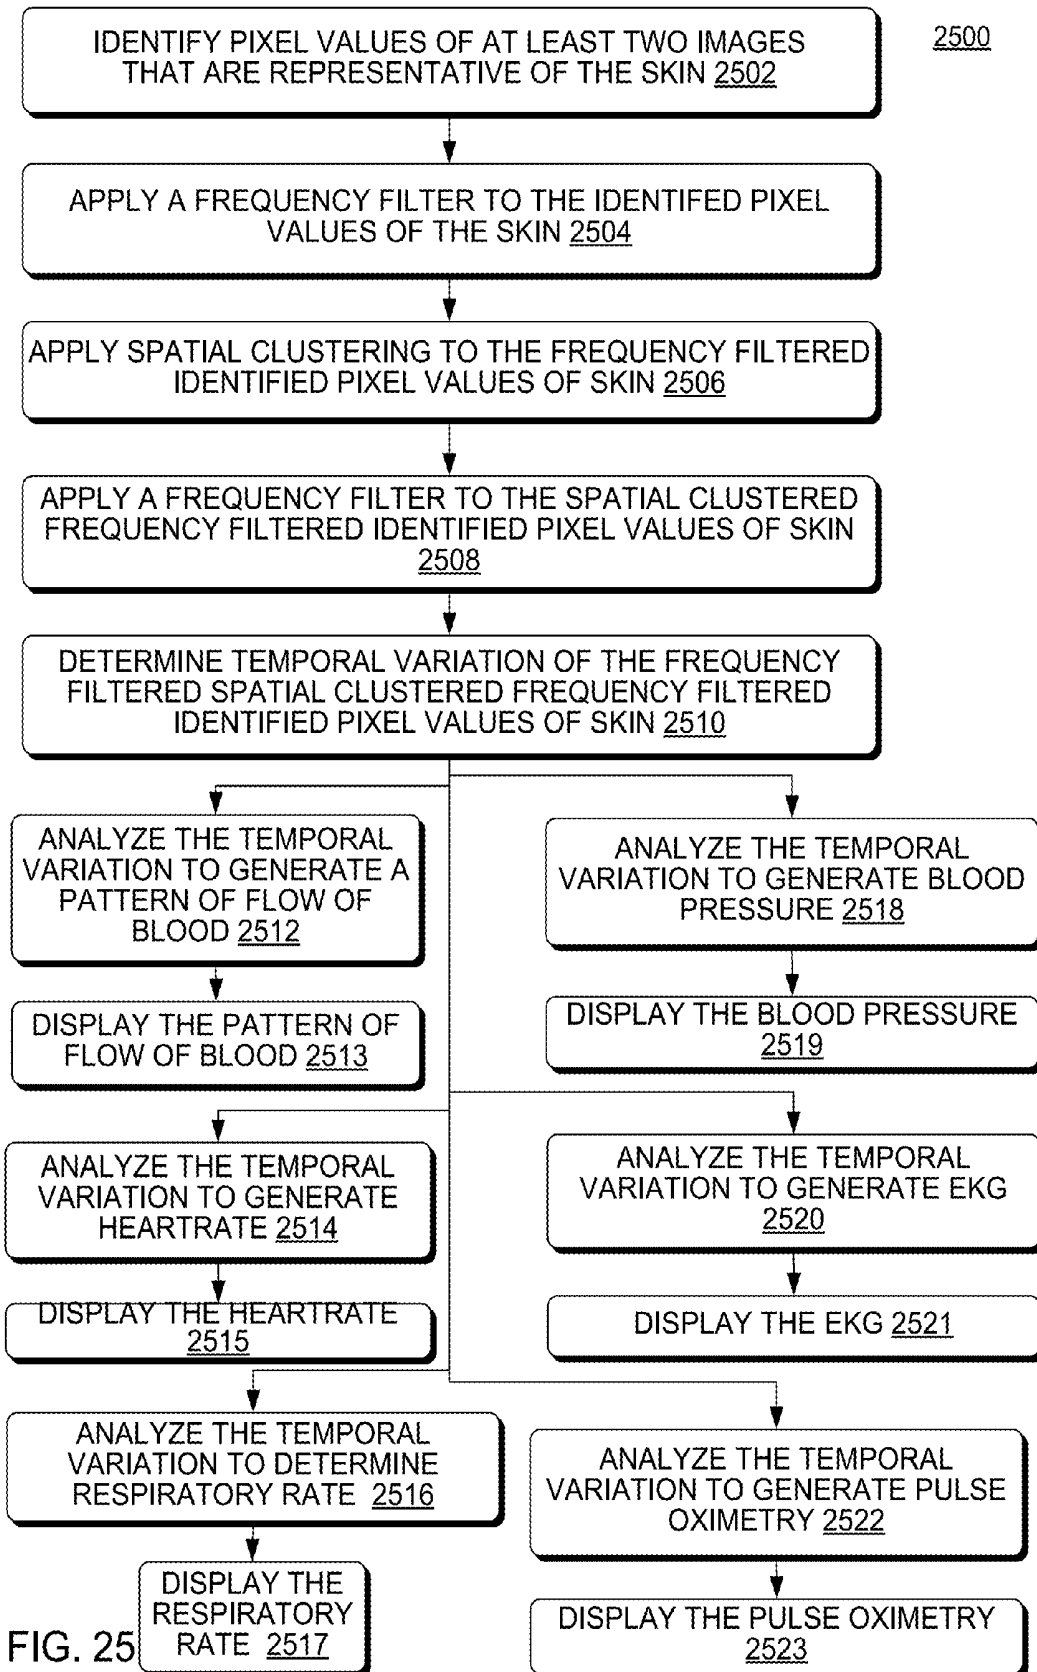 2500
IDENTIFY PIXEL VALUES OF AT LEAST TWO IMAGES
THAT ARE REPRESENTATIVE OF THE SKIN 2502
APPLY A FREQUENCY FILTER TO THE IDENTIFED PIXEL
VALUES OF THE SKIN 2504
APPLY SPATIAL CLUSTERING TO THE FREQUENCY FILTERED
IDENTIFIED PIXEL VALUES OF SKIN 2506
APPLY A FREQUENCY FILTER TO THE SPATIAL CLUSTERED
FREQUENCY FILTERED IDENTIFIED PIXEL VALUES OF SKIN
2508
DETERMINE TEMPORAL VARIATION OF THE FREQUENCY
FILTERED SPATIAL CLUSTERED FREQUENCY FILTERED
IDENTIFIED PIXEL VALUES OF SKIN 2510
ANALYZE THE TEMPORAL
VARIATION TO GENERATE A
PATTERN OF FLOW OF
BLOOD 2512
DISPLAY THE PATTERN OF
FLOW OF BLOOD 2513
ANALYZE THE TEMPORAL
VARIATION TO GENERATE BLOOD
PRESSURE 2518
DISPLAY THE BLOOD PRESSURE
2519
ANALYZE THE TEMPORAL
VARIATION TO GENERATE
HEARTRATE 2514
DISPLAY THE HEARTRATE
2515
ANALYZE THE TEMPORAL
VARIATION TO GENERATE EKG
2520
DISPLAY THE EKG 2521
ANALYZE THE TEMPORAL
VARIATION TO DETERMINE
RESPIRATORY RATE 2516
DISPLAY THE
RESPIRATORY
RATE 2517
ANALYZE THE TEMPORAL
VARIATION TO GENERATE PULSE
OXIMETRY 2522
DISPLAY THE PULSE OXIMETRY
2523
FIG. 25